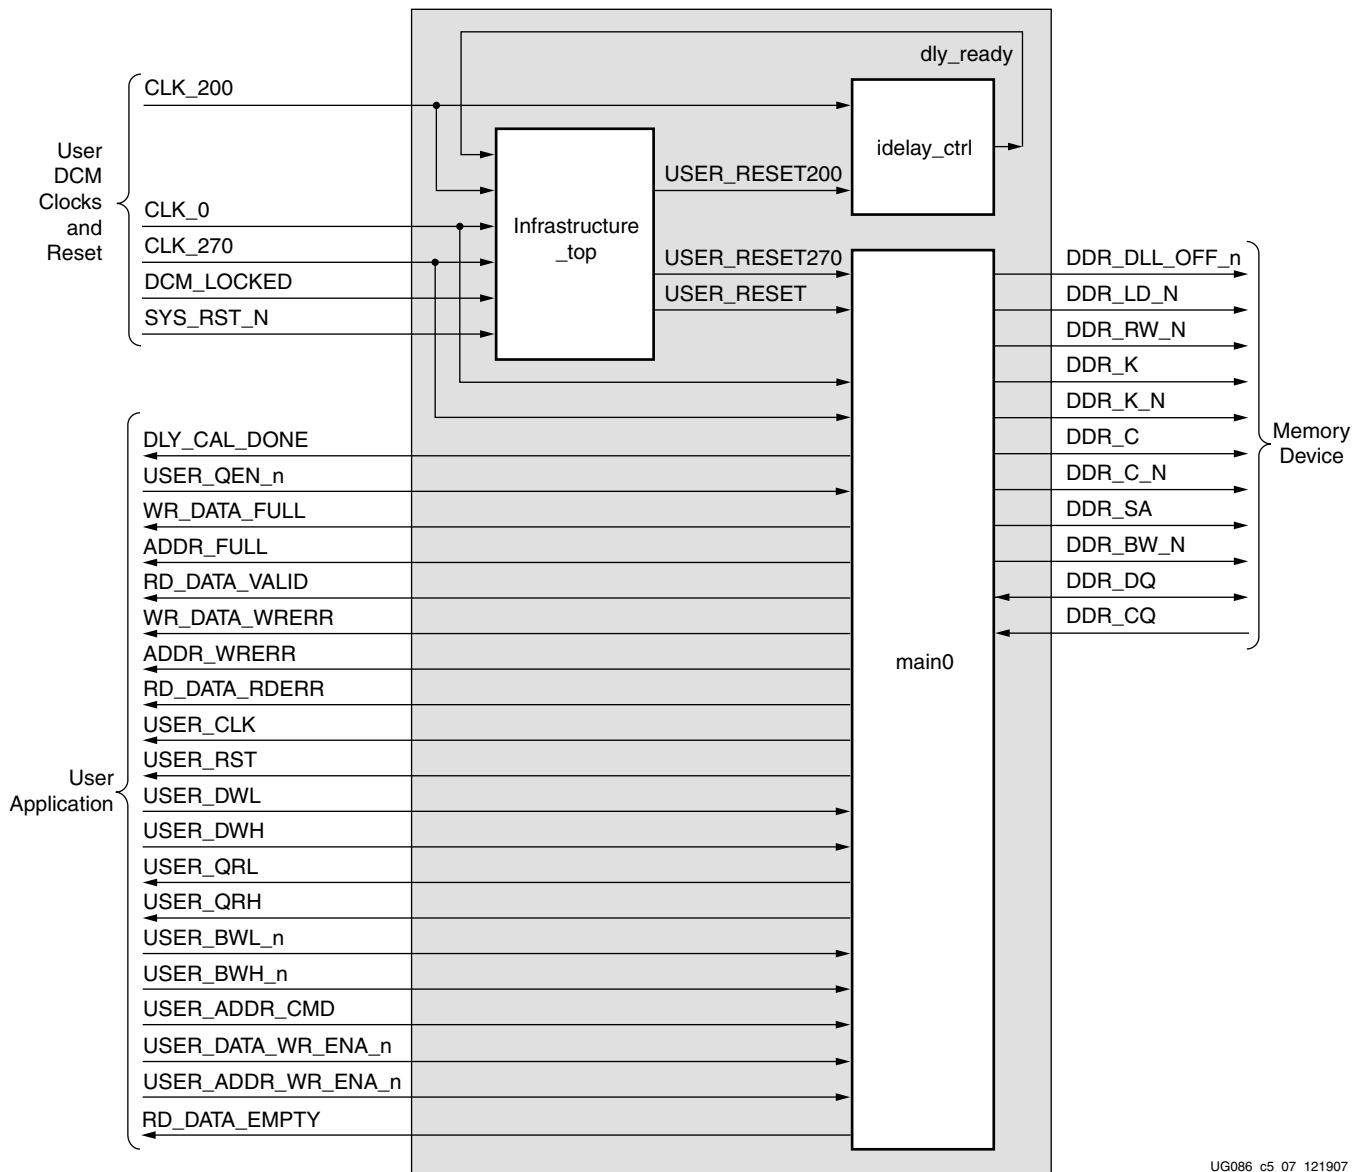 dly_ready
CLK_200
idelay_ctrl
User
DCM
Clocks
and
Reset
USER_RESET200
CLK_0
Infrastructure
_top
CLK_270
USER_RESET270
DCM_LOCKED
USER_RESET
SYS_RST_N
DDR_DLL_OFF_n
DDR_LD_N
DDR_RW_N
DDR_K
DDR_K_N
DDR_C
DDR_C_N
DDR_SA
DDR_BW_N
DDR_DQ
DDR_CQ
Memory
Device
main0
DLY_CAL_DONE
USER_QEN_n
WR_DATA_FULL
ADDR_FULL
RD_DATA_VALID
WR_DATA_WRERR
ADDR_WRERR
RD_DATA_RDERR
USER_CLK
USER_RST
User
Application
USER_DWL
USER_DWH
USER_QRL
USER_QRH
USER_BWL_n
USER_BWH_n
USER_ADDR_CMD
USER_DATA_WR_ENA_n
USER_ADDR_WR_ENA_n
RD_DATA_EMPTY
UG086_c5_07_121907